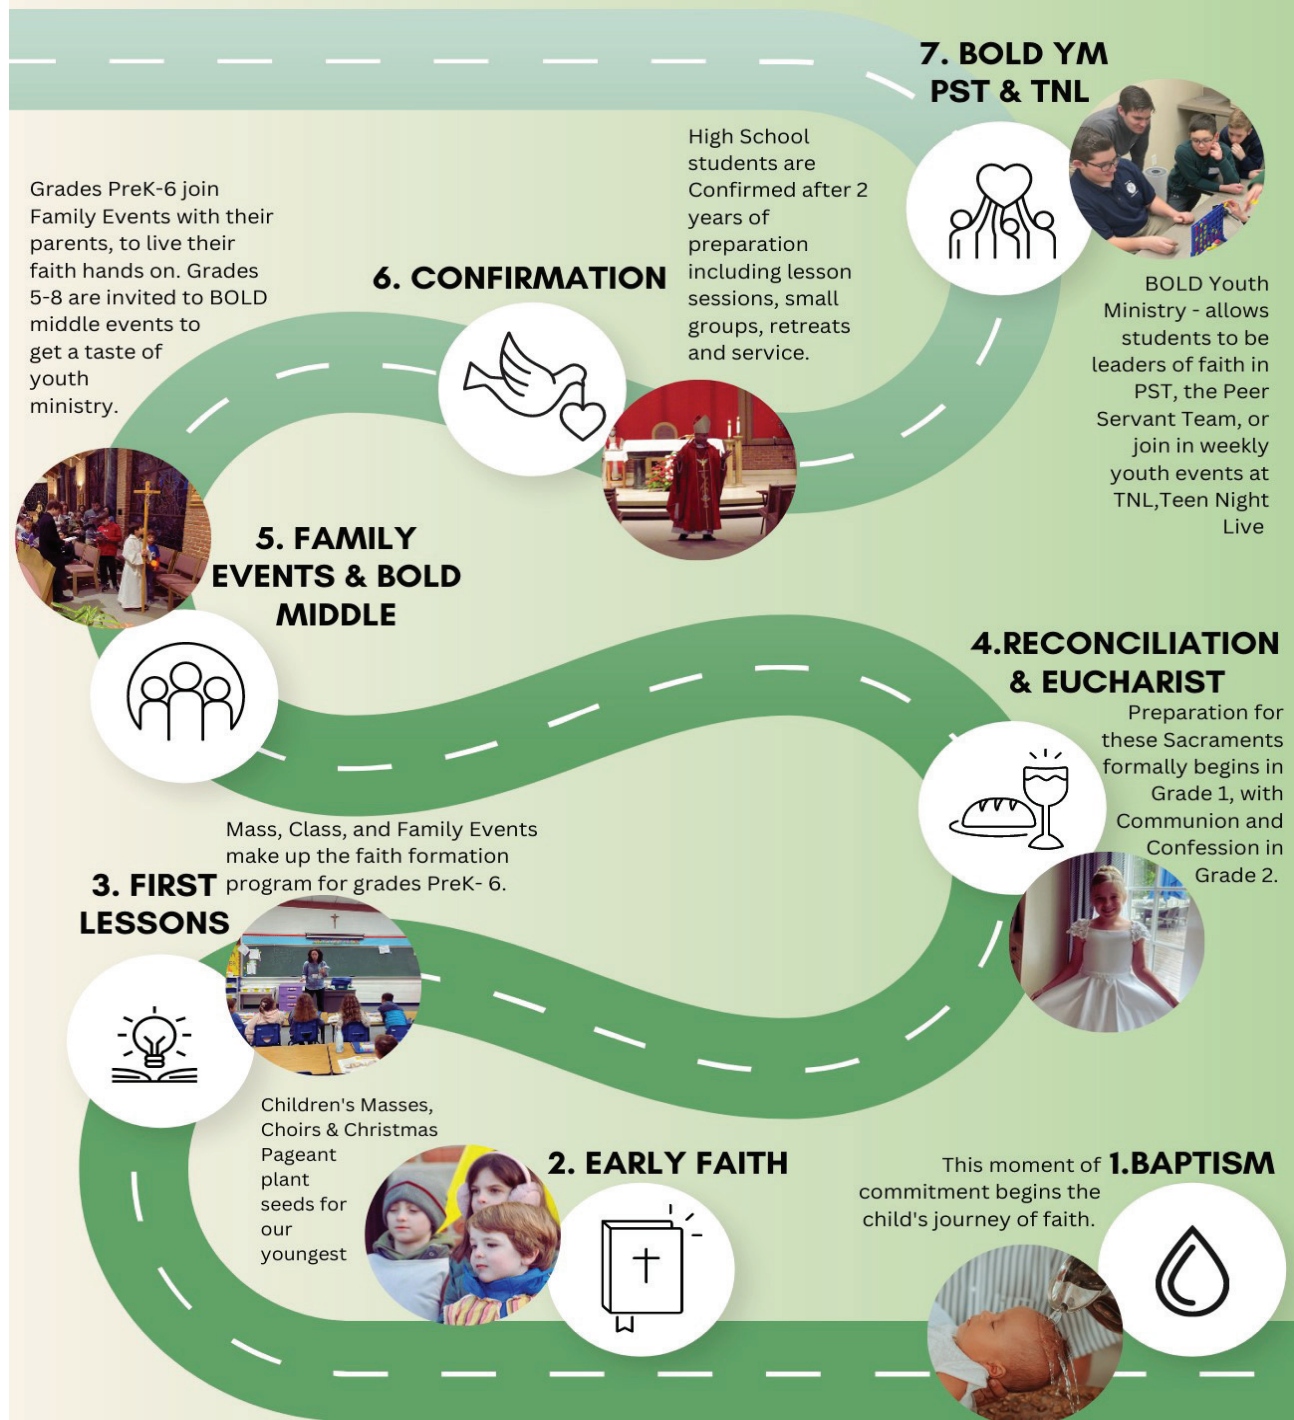 7. BOLD YM
PST & TNL
High School
students are
Confirmed after 2
years of
preparation
including lesson
sessions, small
groups, retreats
and service.
Grades PreK-6 join
Family Events with their
parents, to live their
faith hands on. Grades
5-8 are invited to BOLD
middle events to
get a taste of
youth
ministry.
6. CONFIRMATION
BOLD Youth
Ministry - allows
students to be
leaders of faith in
PST, the Peer
Servant Team, or
join in weekly
youth events at
TNL,Teen Night
Live
5. FAMILY
EVENTS & BOLD
MIDDLE
4.RECONCILIATION
& EUCHARIST
Preparation for
these Sacraments
formally begins in
Grade 1, with
Communion and
Confession in
Grade 2.
Mass, Class, and Family Events
make up the faith formation
program for grades PreK- 6.
3. FIRST
LESSONS
Children's Masses,
Choirs & Christmas
Pageant
plant
seeds for
our
youngest
2. EARLY FAITH
This moment of
commitment begins the
child's journey of faith.
1.BAPTISM